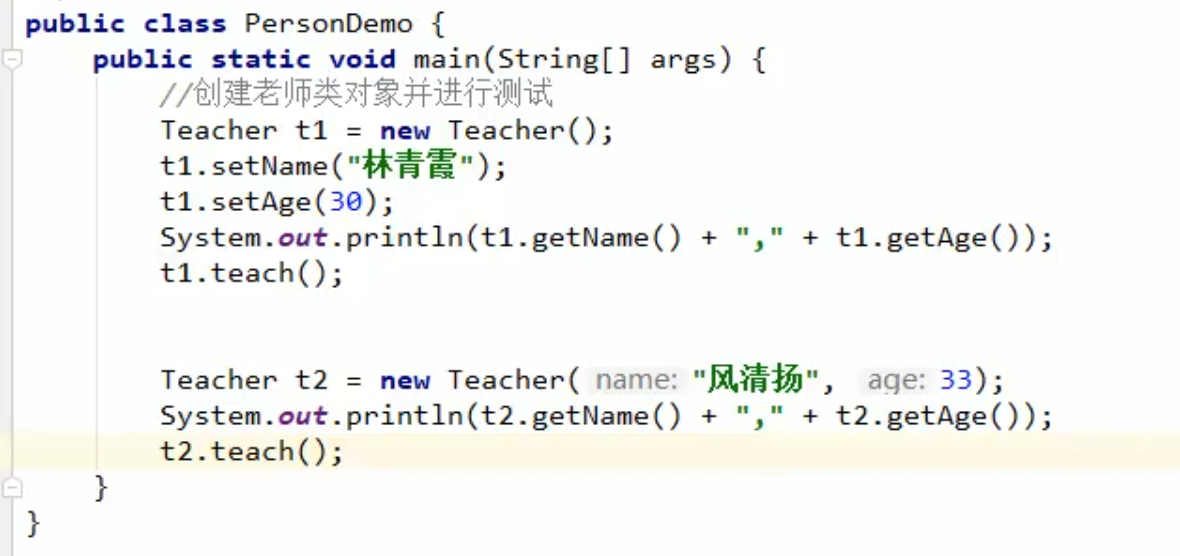 public class PersonDemo {
public static void main(String[] args) {
//创建老师类对象并进行测试
Teacher t1 = new Teacher();
t1.setName("林青霞");
t1.setAge(30);
System.out.println(t1.getName() + "," + t1.getAge());
t1.teach();
Teacher t2 = new Teacher( name: "风清扬", age: 33);
System.out.println(t2.getName() + "," + t2.getAge());
t2.teach();
}
}